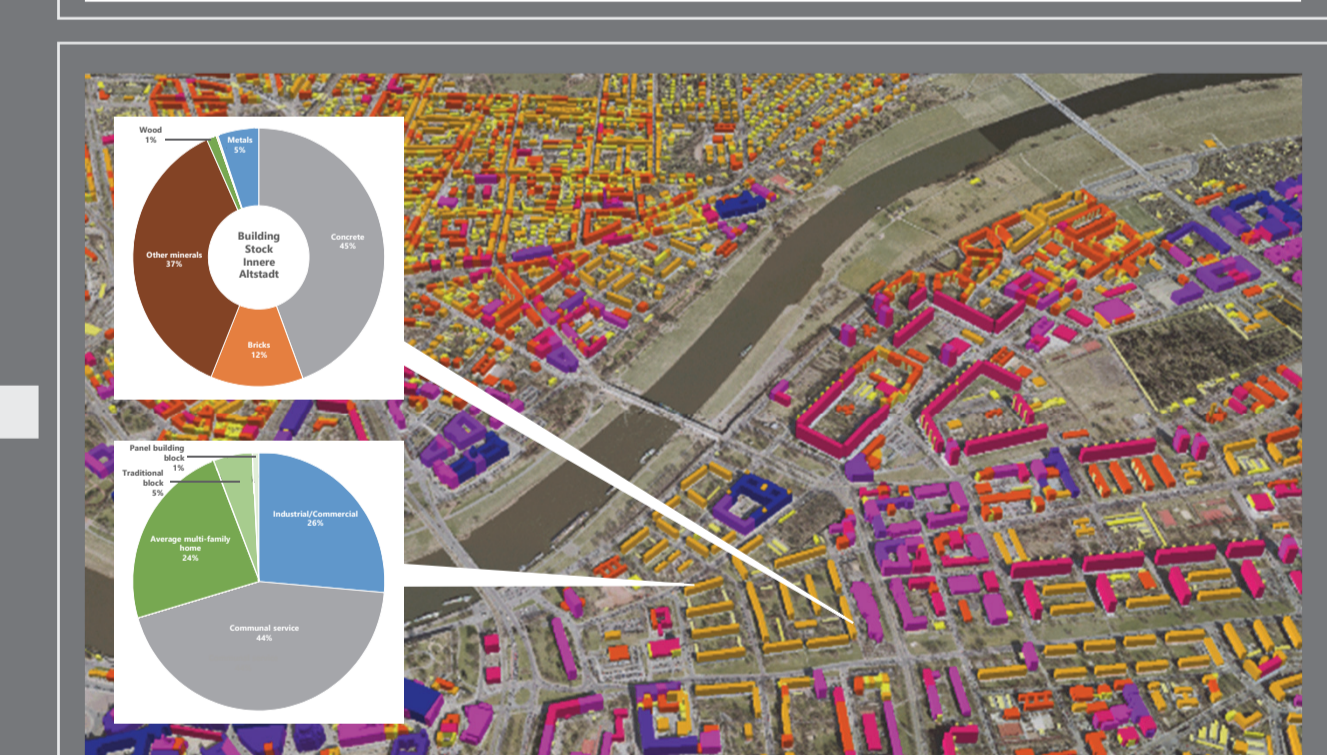 Wood
1%
Metals
5%
Concrete
45%
Building
Stock
Innere
Altstadt
Other minerals
37%
Bricks
12%
Panel building
block
1%
Traditional
block
5%
Industrial/Commercial
26%
Average multi-family
home
24%
Communal service
44%